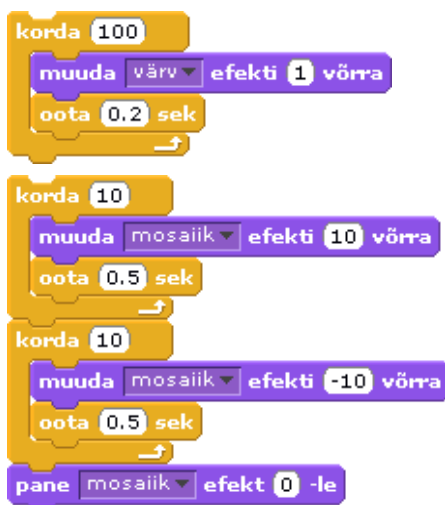 korda 100
muuda värv efekti 1 võrra
oota 0.2 sek
korda 10
muuda mosaiik efekti 10 võrra
oota 0.5 sek
korda 10
muuda mosaiik efekti -10 võrra
oota 0.5 sek
pane mosaiik efekt 0 -le